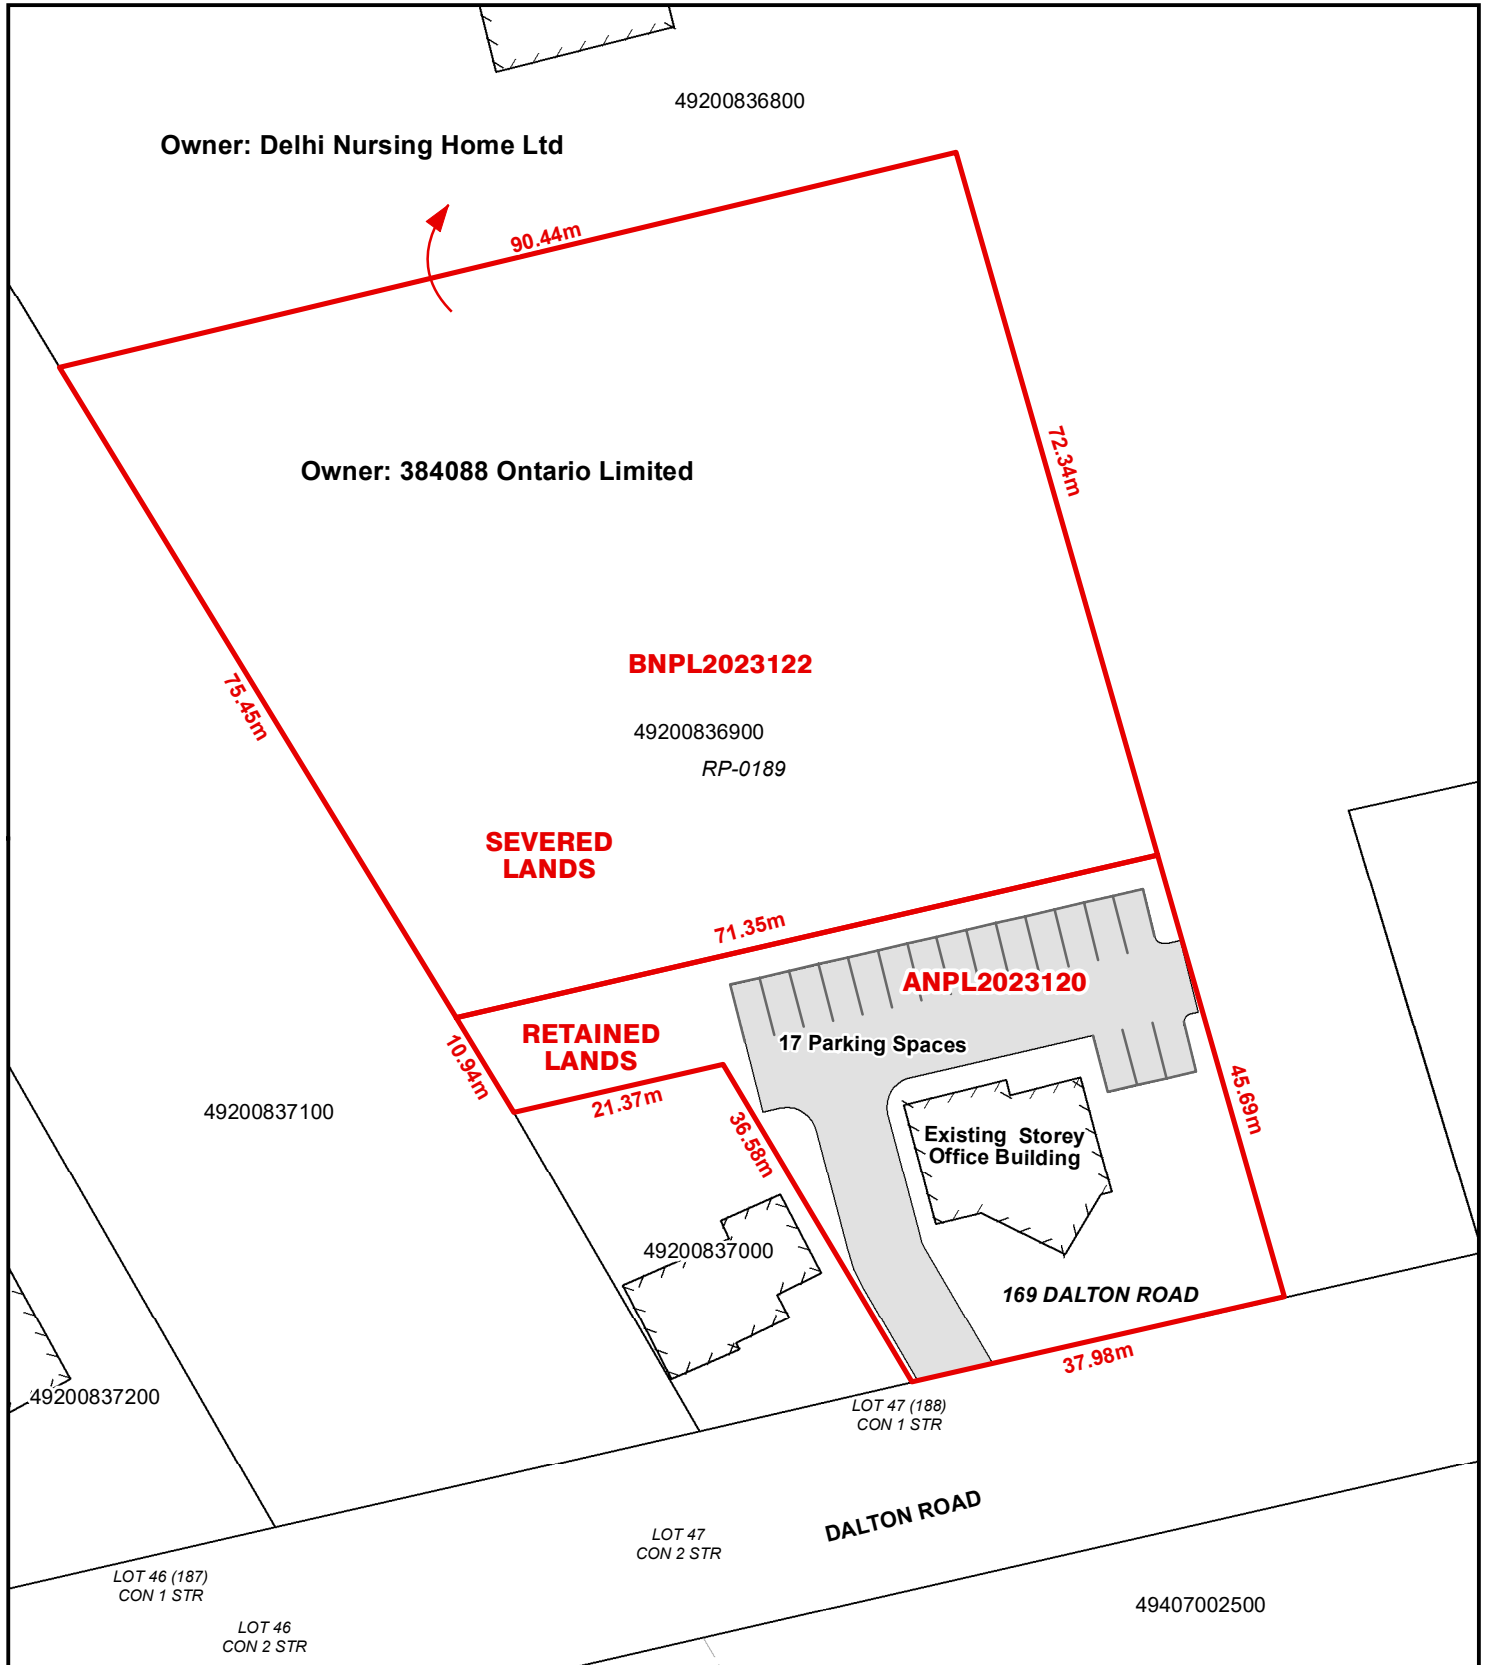 49200836800
Owner: Delhi Nursing Home Ltd
90.44m
72.34m
Owner: 384088 Ontario Limited
BNPL2023122
75.45m
49200836900
RP-0189
SEVERED
LANDS
71.35m
ANPL2023120
RETAINED
LANDS
17 Parking Spaces
10.94m
21.37m
45.69m
49200837100
36.58m
Existing Storey
Office Building
49200837000
169 DALTON ROAD
37.98m
49200837200
LOT 47 (188)
CON 1 STR
DALTON ROAD
LOT 47
CON 2 STR
LOT 46 (187)
CON 1 STR
49407002500
LOT 46
CON 2 STR